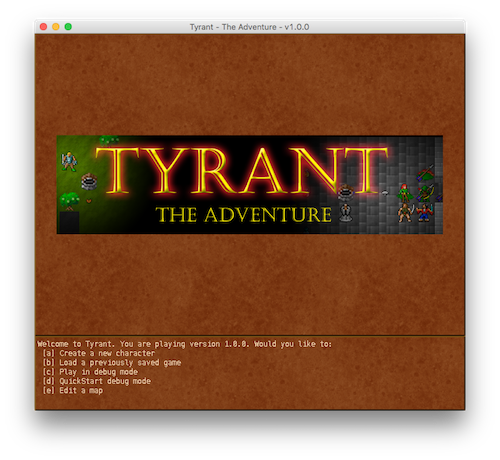 Tyrant - The Adventure - v1.0.0
TYRANT
THE ADVENTURE
Welcome to Tyrant. You are playing version 1.0.0. Would you like to:
[a] Create a new character
[b] Load a previously saved game
[c] Play in debug mode
[d] QuickStart debug mode
[e] Edit a map